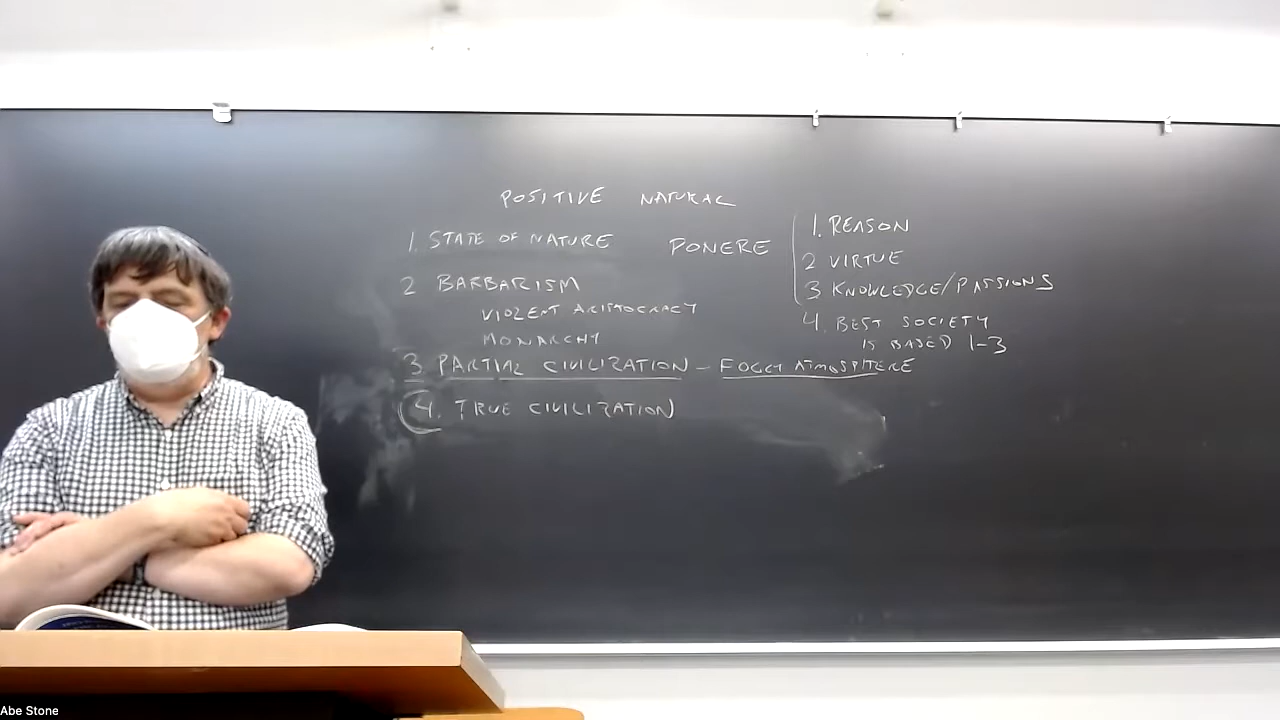 POSITIVE NATURAL
1. STATE OF NATURE
PONERE
2 BARBARISM
VIOLENT ARISTOCRACY
MONARCHY
3. PARTIAL CIVILIZATION - FOGGY ATMOSPHERE
4. TRUE CIVILIZATION
1. REASON
2 VIRTUE
3 KNOWLEDGE/PASSIONS
4. BEST SOCIETY
IS BASED 1-3
Abe Stone